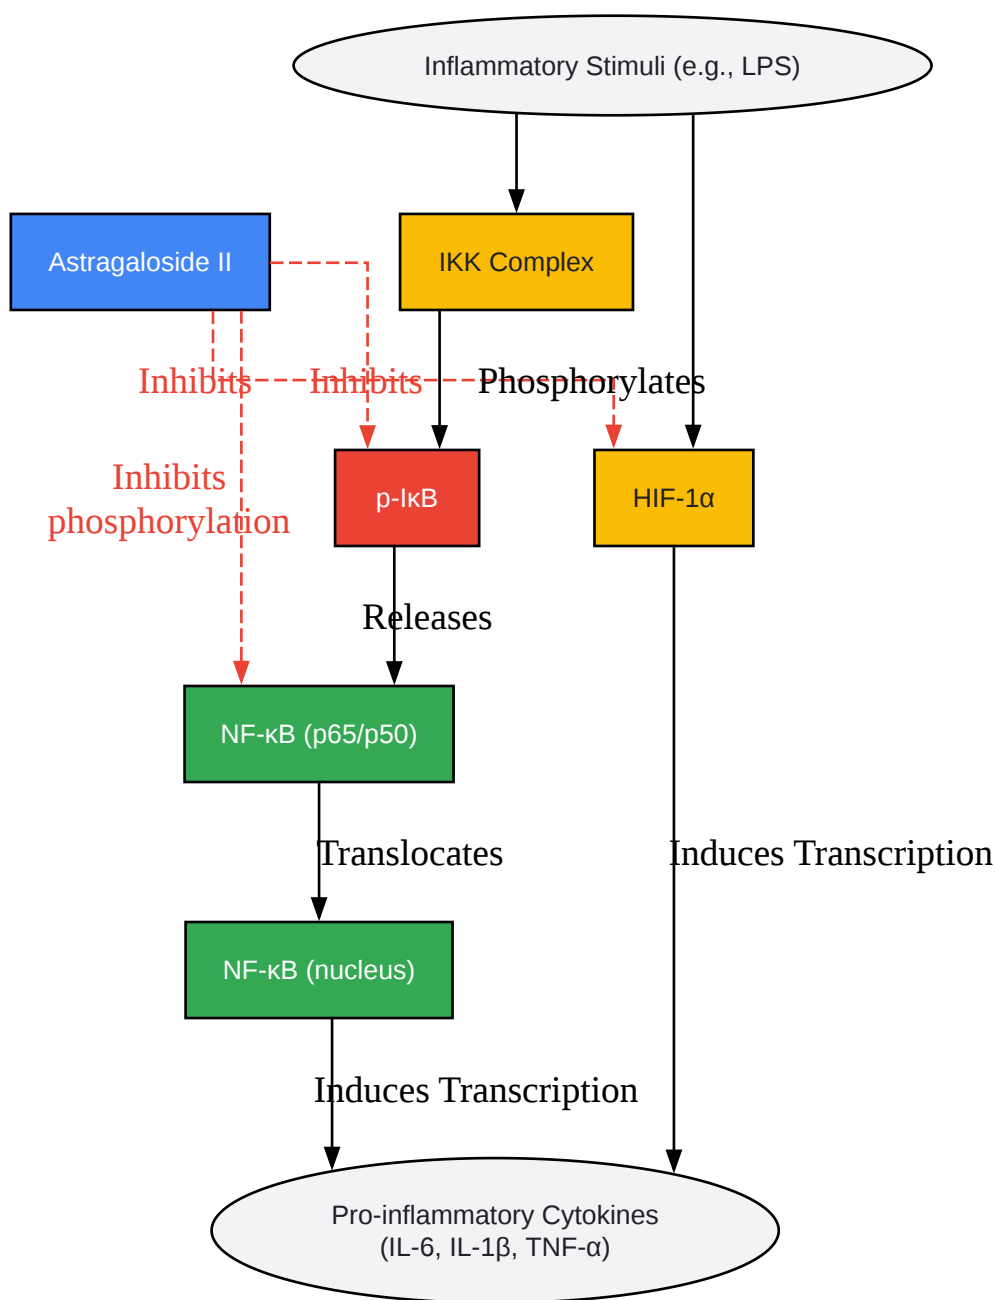 Inflammatory Stimuli (e.g., LPS)
Astragaloside II
IKK Complex
Inhibits
Inhibits
Phosphorylates
Inhibits
phosphorylation
p-IκB
HIF-1α
Releases
NF-κB (p65/p50)
Translocates
Induces Transcription
NF-κB (nucleus)
Induces Transcription
Pro-inflammatory Cytokines
(IL-6, IL-1β, TNF-α)